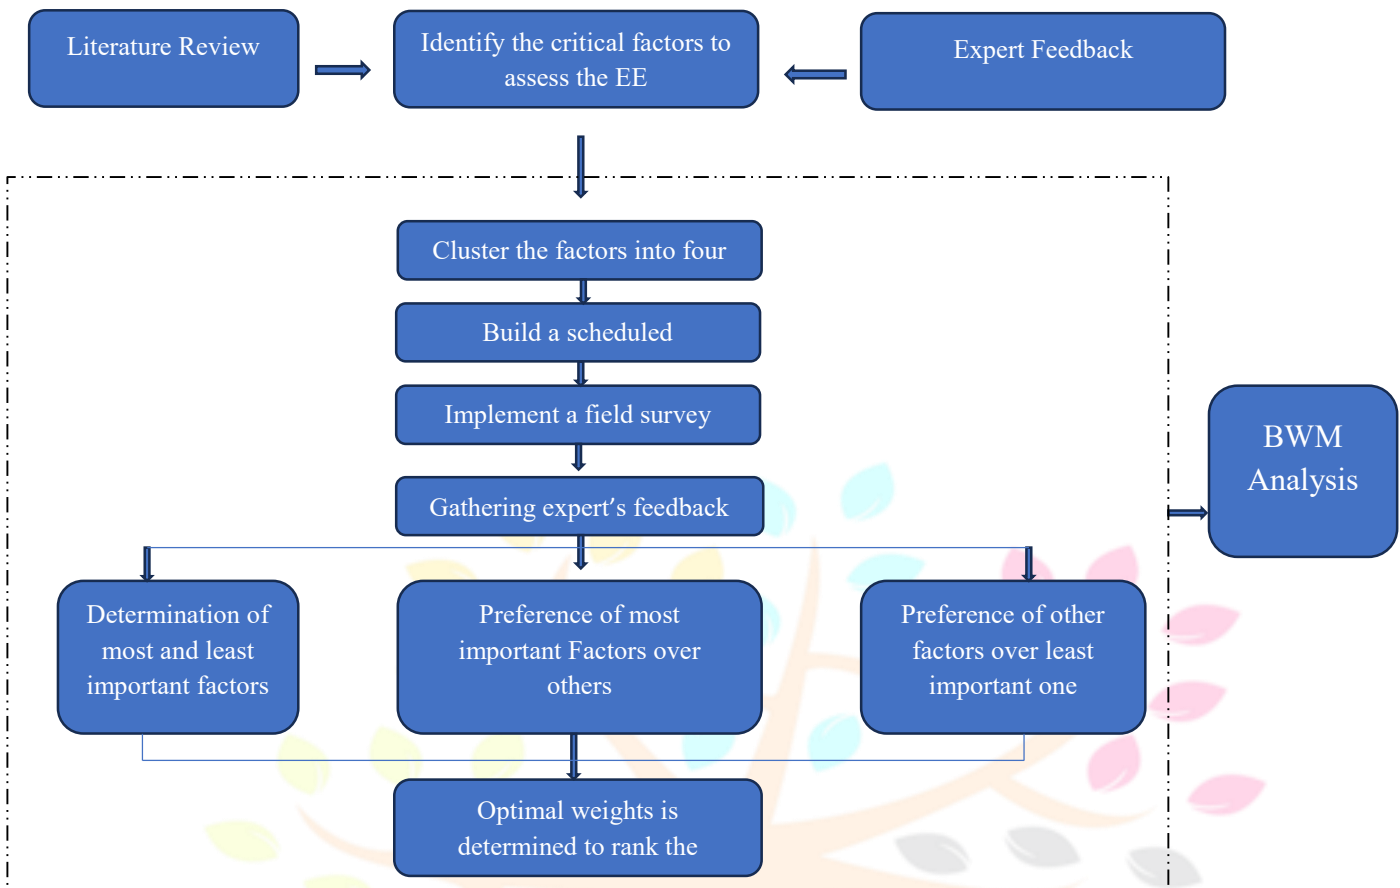 Literature Review
Identify the critical factors to
assess the EE
Expert Feedback
Cluster the factors into four
Build a scheduled
Implement a field survey
Gathering expert's feedback
BWM
Analysis
Determination of
most and least
important factors
Preference of most
important Factors over
others
Preference of other
factors over least
important one
Optimal weights is
determined to rank the